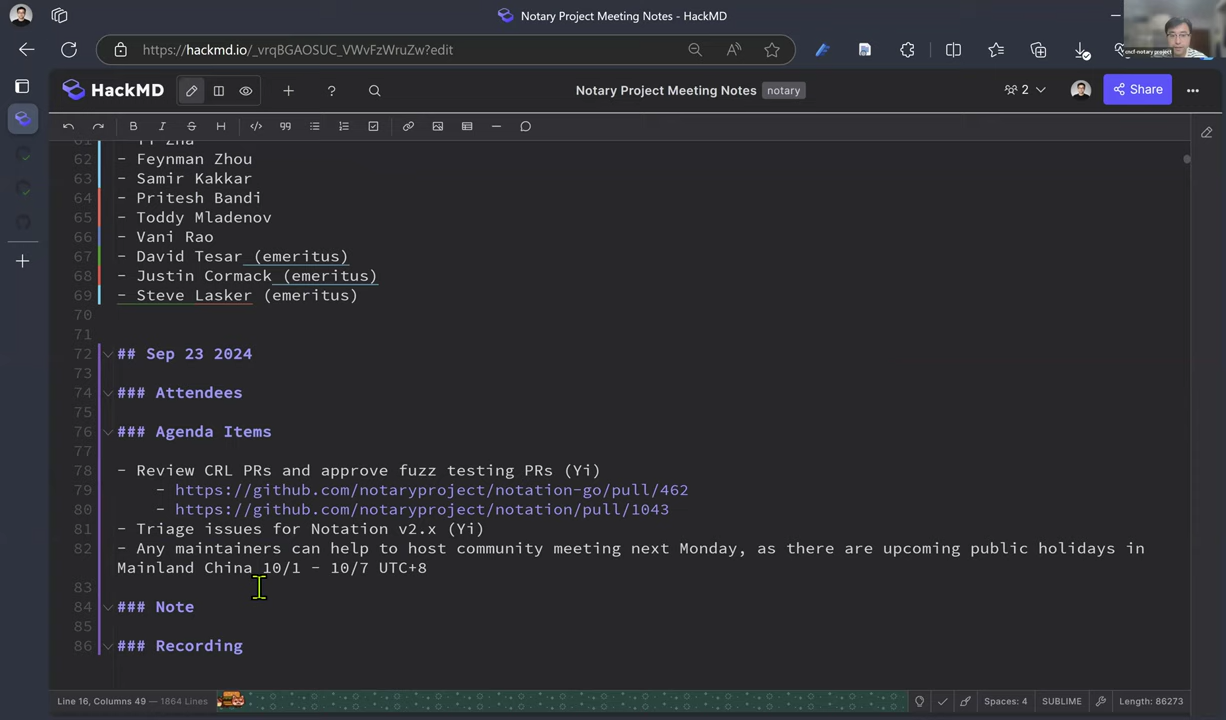 Notary Project Meeting Notes - HackMD
https://hackmd.io/_vrqBGAOSUC_VWvFzWruZw?edit
cncf-notary project
HackMD
Notary Project Meeting Notes notary
2
Share
62 - Feynman Zhou
63 - Samir Kakkar
64 - Pritesh Bandi
65 - Toddy Mladenov
66 - Vani Rao
67 - David Tesar (emeritus)
68 - Justin Cormack (emeritus)
69 - Steve Lasker (emeritus)
70
71
72 ## Sep 23 2024
73
74 ### Attendees
75
76 ### Agenda Items
77
78 - Review CRL PRs and approve fuzz testing PRs (Yi)
79 - https://github.com/notaryproject/notation-go/pull/462
80 - https://github.com/notaryproject/notation/pull/1043
81 - Triage issues for Notation v2.x (Yi)
82 - Any maintainers can help to host community meeting next Monday, as there are upcoming public holidays in
Mainland China 10/1 - 10/7 UTC+8
83
84 ### Note
85
86 ### Recording
Line 16, Columns 49 — 1864 Lines
Spaces: 4
SUBLIME
Length: 86273